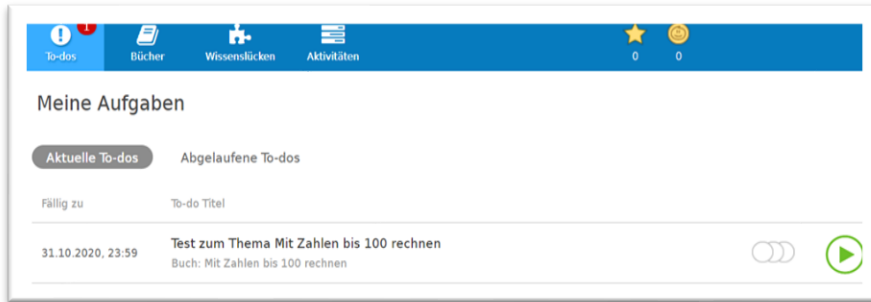 1
To-dos Bücher Wissenslücken Aktivitäten 0 0
Meine Aufgaben
Aktuelle To-dos Abgelaufene To-dos
Fällig zu To-do Titel
31.10.2020, 23:59 Test zum Thema Mit Zahlen bis 100 rechnen
Buch: Mit Zahlen bis 100 rechnen